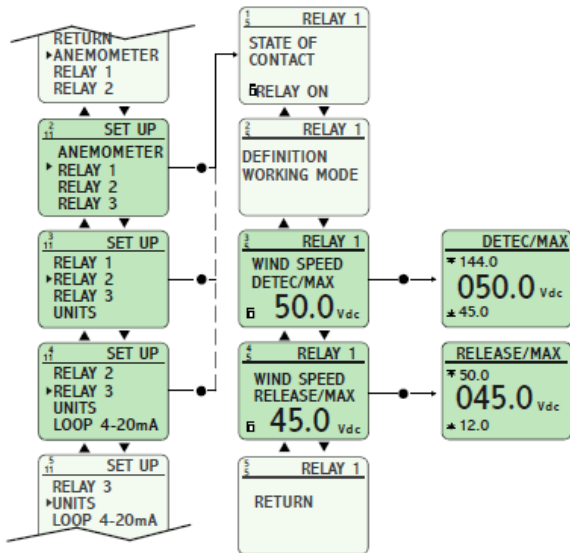 RETURN
▸ANEMOMETER
RELAY 1
RELAY 2
2/11 SET UP
ANEMOMETER
▸ RELAY 1
RELAY 2
RELAY 3
3/11 SET UP
RELAY 1
▸RELAY 2
RELAY 3
UNITS
4/11 SET UP
RELAY 2
▸RELAY 3
UNITS
LOOP 4-20mA
5/11 SET UP
RELAY 3
▸UNITS
LOOP 4-20mA
1/5 RELAY 1
STATE OF
CONTACT
RELAY ON
2/5 RELAY 1
DEFINITION
WORKING MODE
RELAY 1
WIND SPEED
DETEC/MAX
50.0 Vdc
4/5 RELAY 1
WIND SPEED
RELEASE/MAX
45.0 Vdc
5/5 RELAY 1
RETURN
DETEC/MAX
144.0
050.0 Vdc
45.0
RELEASE/MAX
50.0
045.0 Vdc
12.0